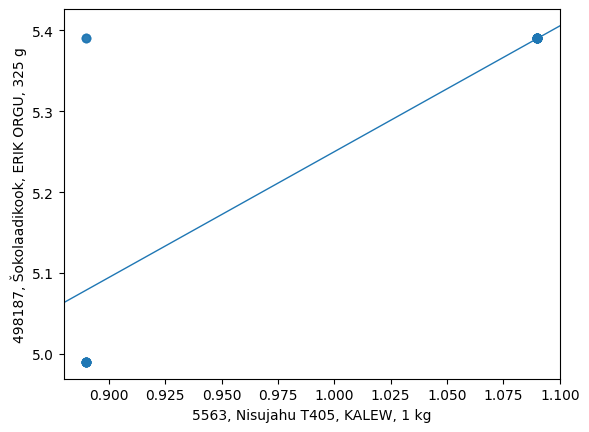 498187, Šokolaadikook, ERIK ORGU, 325 g
5.4
5.3
5.2
5.1
5.0
0.900 0.925 0.950 0.975 1.000 1.025 1.050 1.075 1.100
5563, Nisujahu T405, KALEW, 1 kg